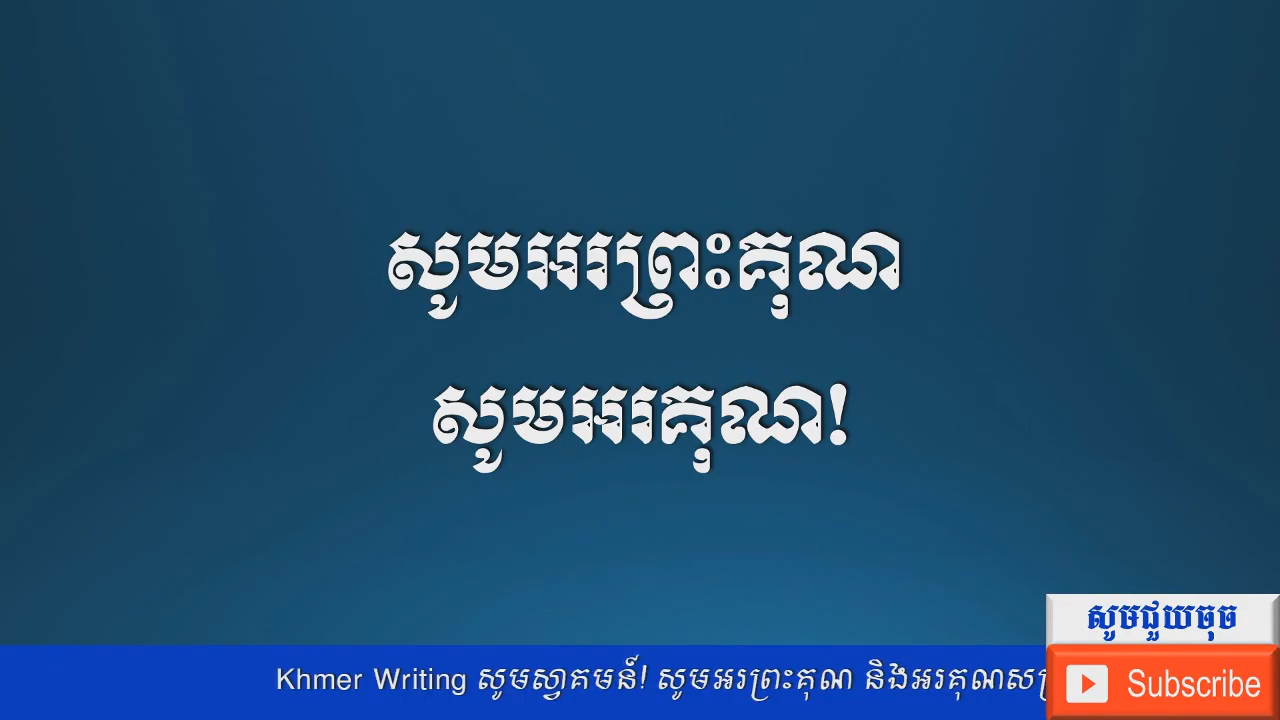 សូមអរព្រះគុណ
សូមអរគុណ!
សូមជួយចុច
Khmer Writing សូមស្វាគមន៍! សូមអរព្រះគុណ និងអរគុណ
Subscribe